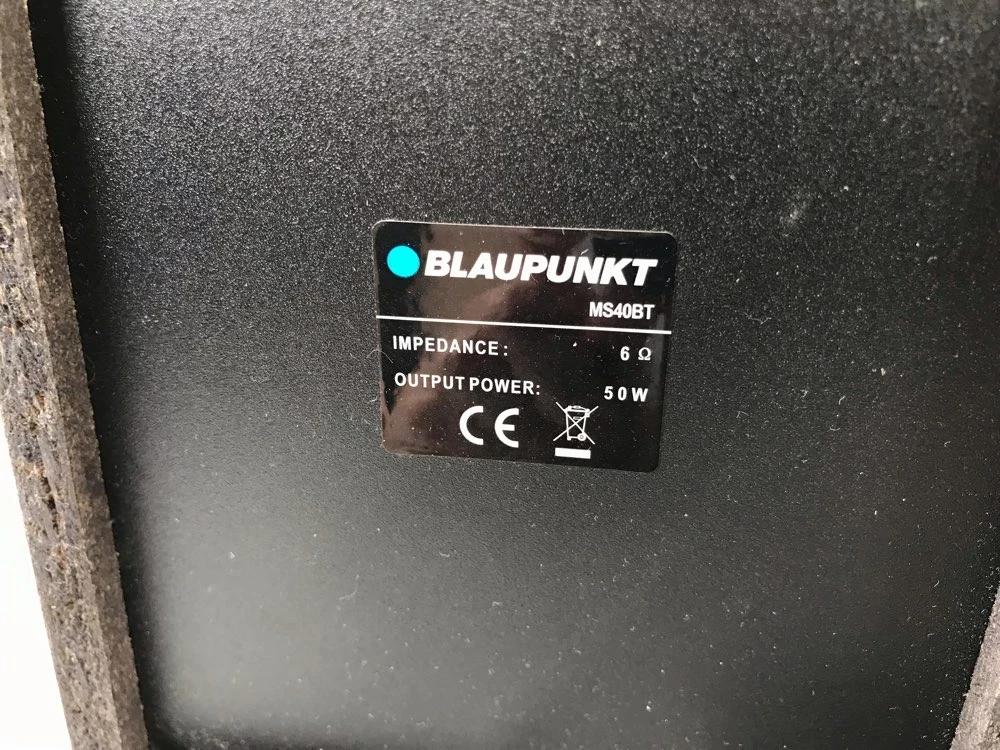 BLAUPUNKT
MS40BT
IMPEDANCE: 6 Ω
OUTPUT POWER: 50W
CE